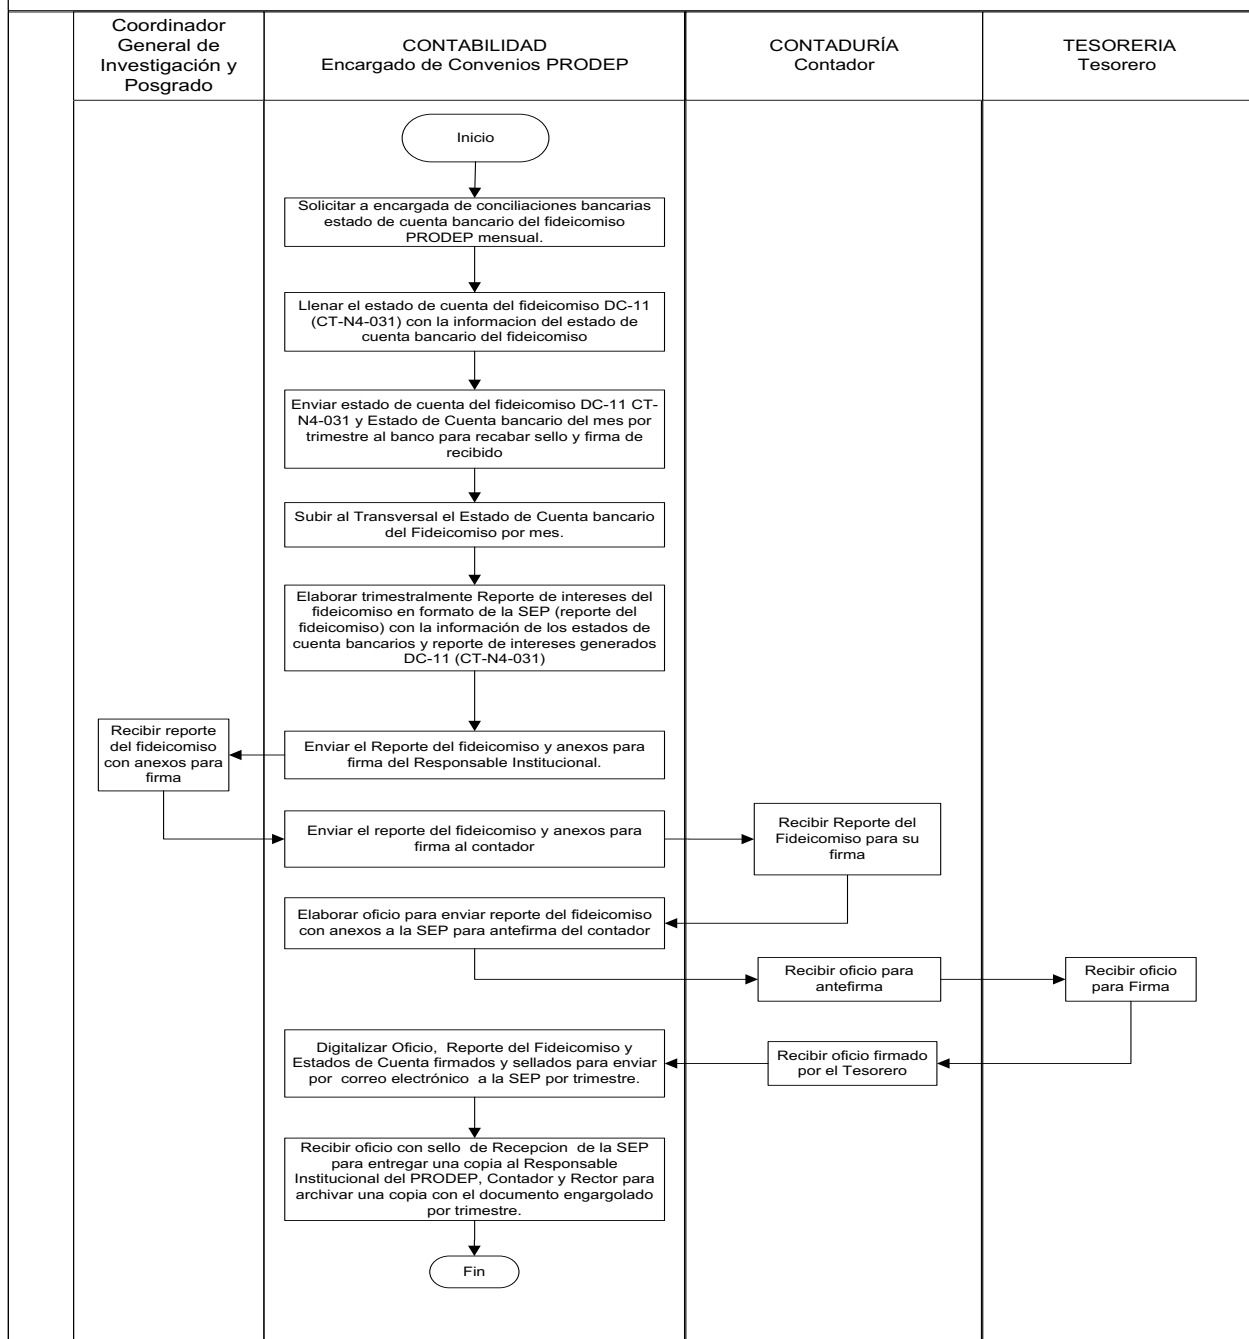 Coordinador
General de
Investigación y
Posgrado
CONTABILIDAD
Encargado de Convenios PRODEP
CONTADURÍA
Contador
TESORERIA
Tesorero
Inicio
Solicitar a encargada de conciliaciones bancarias
estado de cuenta bancario del fideicomiso
PRODEP mensual.
Llenar el estado de cuenta del fideicomiso DC-11
(CT-N4-031) con la informacion del estado de
cuenta bancario del fideicomiso
Enviar estado de cuenta del fideicomiso DC-11 CT-
N4-031 y Estado de Cuenta bancario del mes por
trimestre al banco para recabar sello y firma de
recibido
Subir al Transversal el Estado de Cuenta bancario
del Fideicomiso por mes.
Elaborar trimestralmente Reporte de intereses del
fideicomiso en formato de la SEP (reporte del
fideicomiso) con la información de los estados de
cuenta bancarios y reporte de intereses generados
DC-11 (CT-N4-031)
Recibir reporte
del fideicomiso
con anexos para
firma
Enviar el Reporte del fideicomiso y anexos para
firma del Responsable Institucional.
Enviar el reporte del fideicomiso y anexos para
firma al contador
Recibir Reporte del
Fideicomiso para su
firma
Elaborar oficio para enviar reporte del fideicomiso
con anexos a la SEP para antefirma del contador
Recibir oficio para
antefirma
Recibir oficio
para Firma
Digitalizar Oficio, Reporte del Fideicomiso y
Estados de Cuenta firmados y sellados para enviar
por correo electrónico a la SEP por trimestre.
Recibir oficio firmado
por el Tesorero
Recibir oficio con sello de Recepcion de la SEP
para entregar una copia al Responsable
Institucional del PRODEP, Contador y Rector para
archivar una copia con el documento engargolado
por trimestre.
Fin